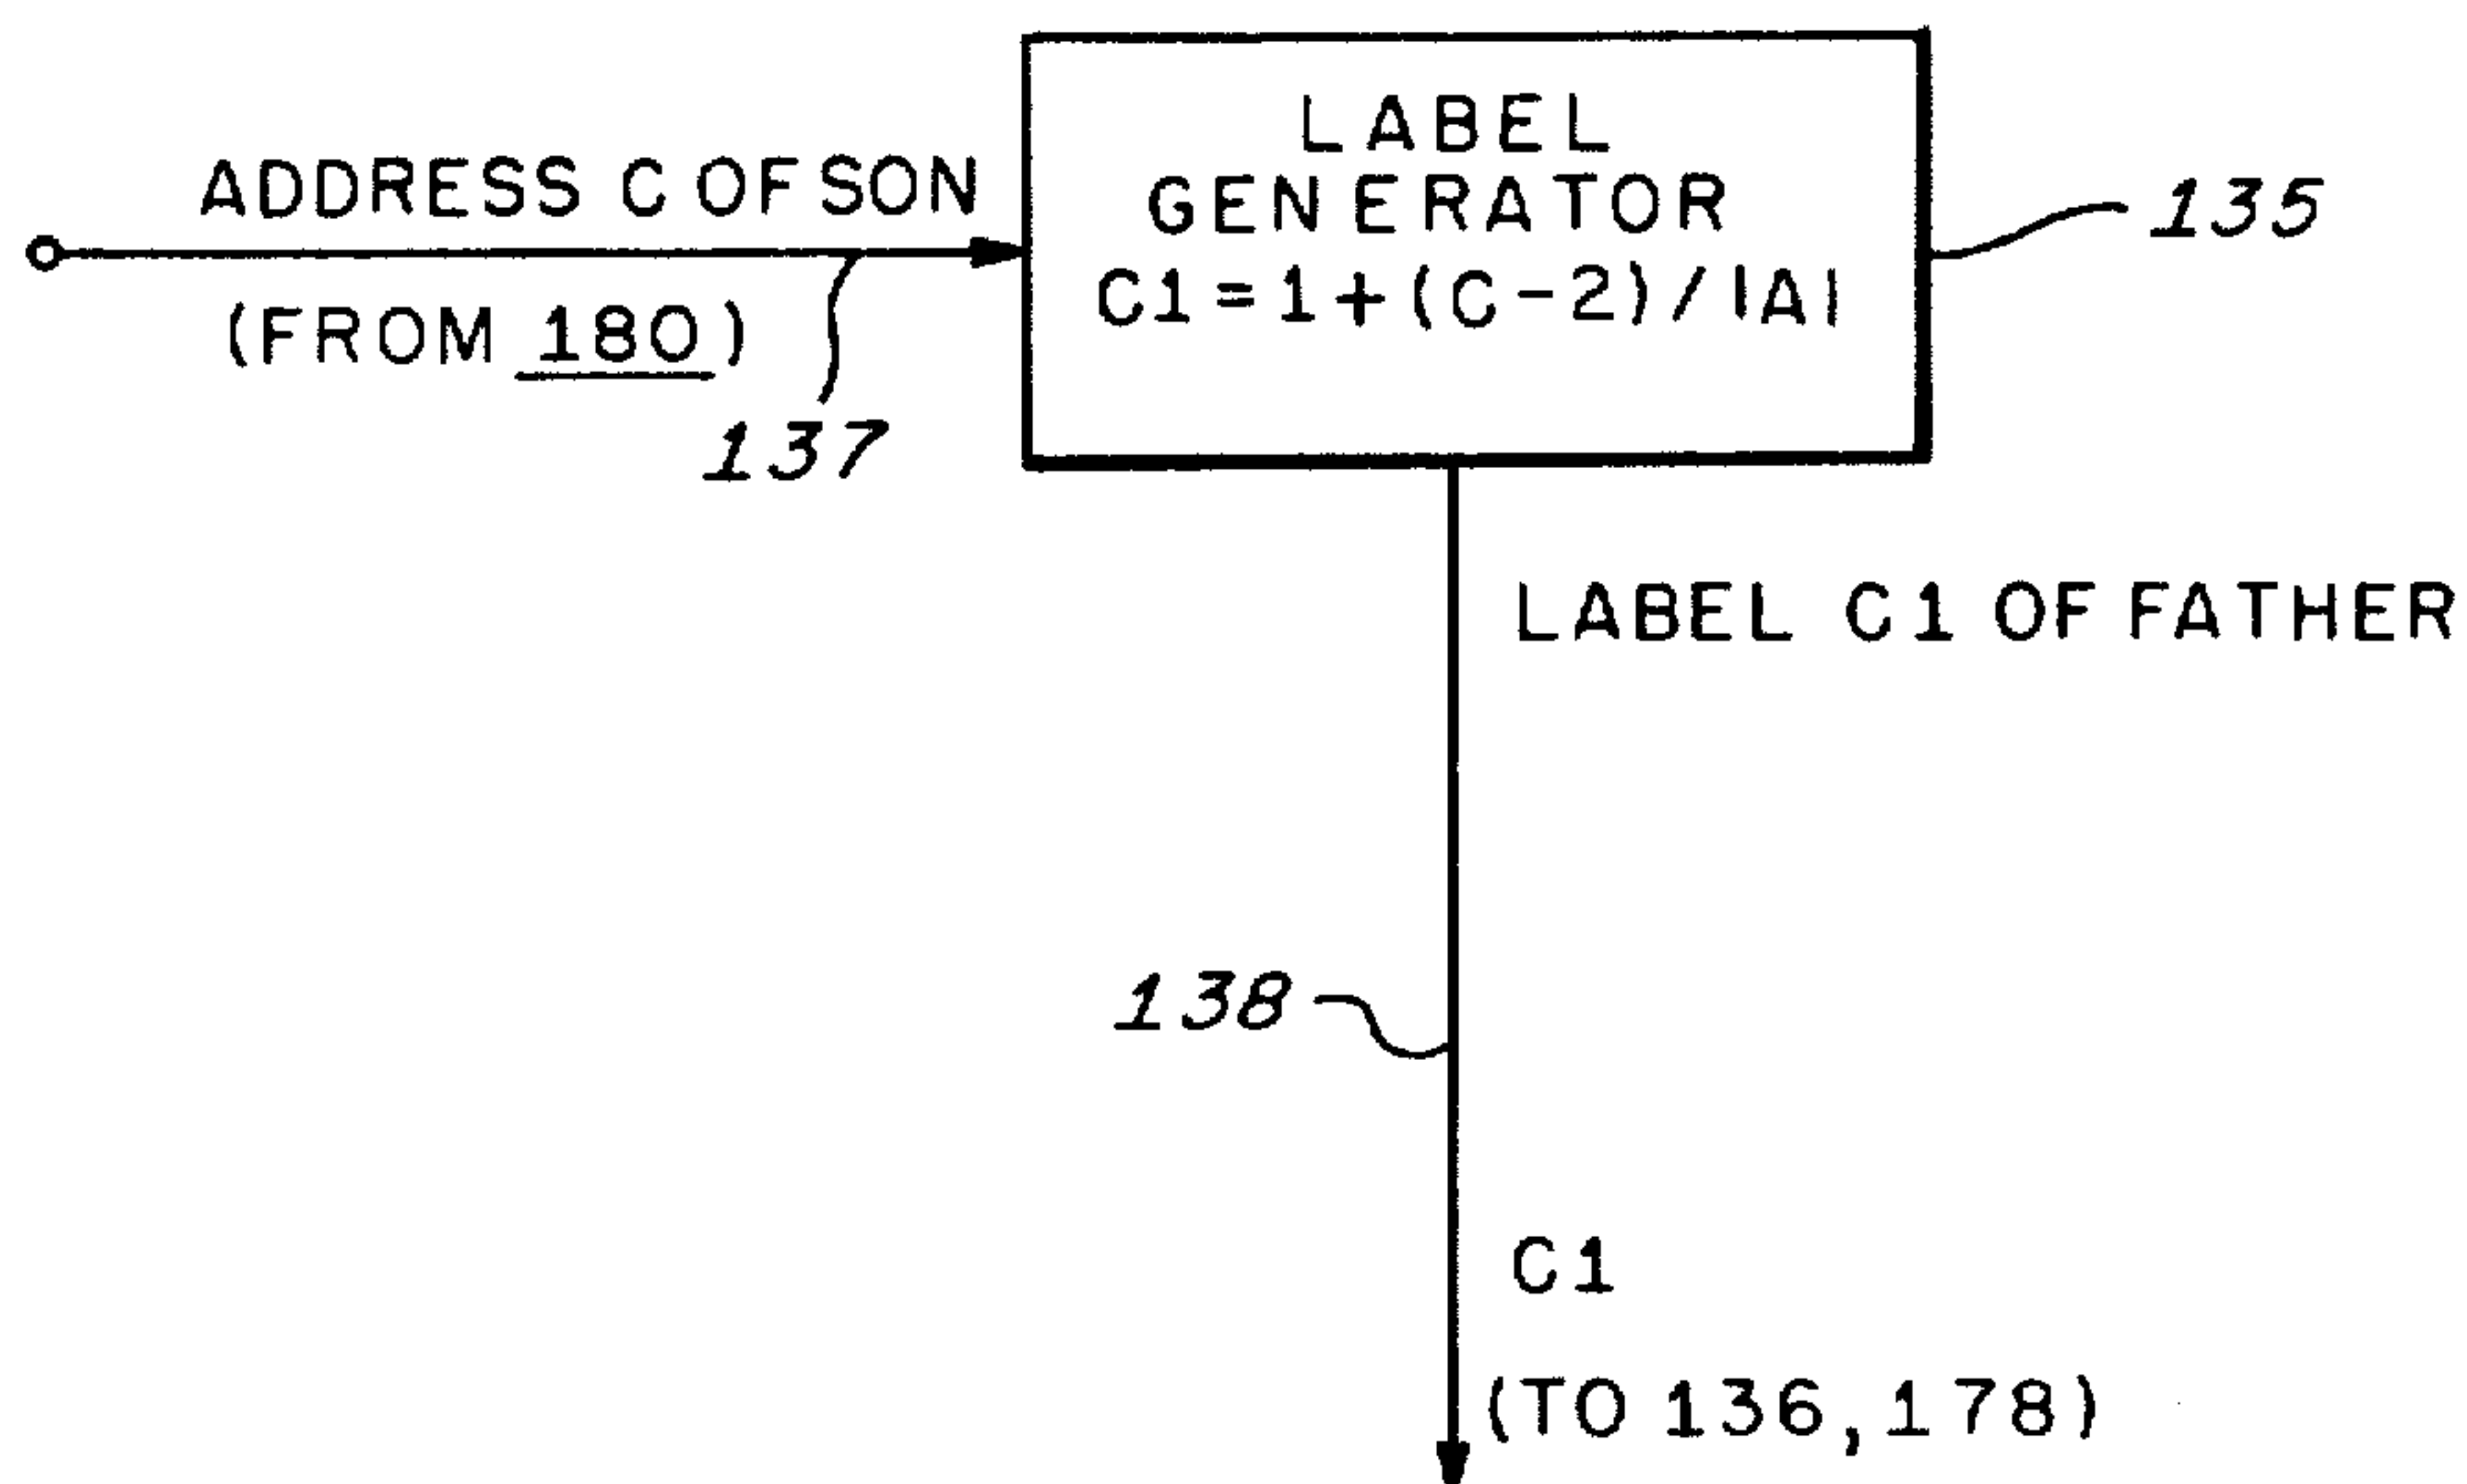 LABEL
GENERATOR
C1=1+(C-2)/|A|
135
ADDRESS C OF SON
(FROM 180)
137
LABEL C1 OF FATHER
138
C1
(TO 136,178)